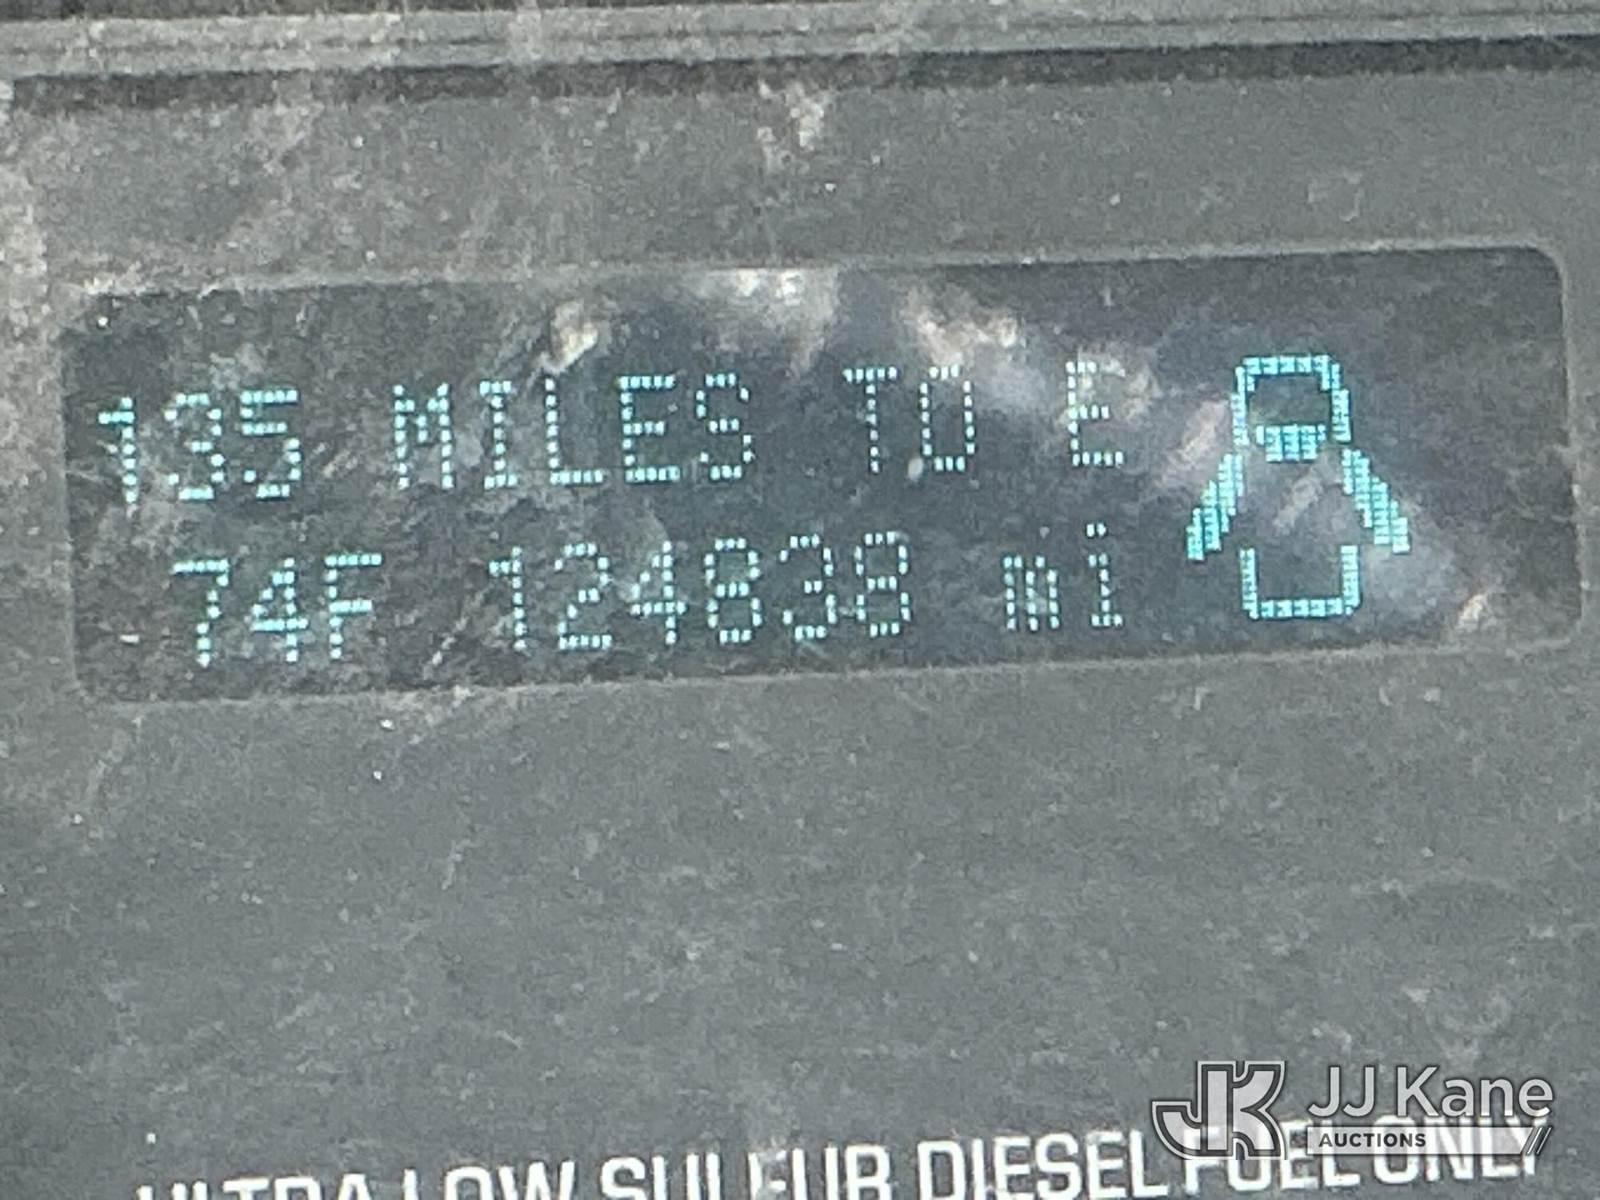 135 MILES TO E
74F 124838 mi
JJ Kane
AUCTIONS
ULTRA LOW SULFUR DIESEL FUEL ONLY